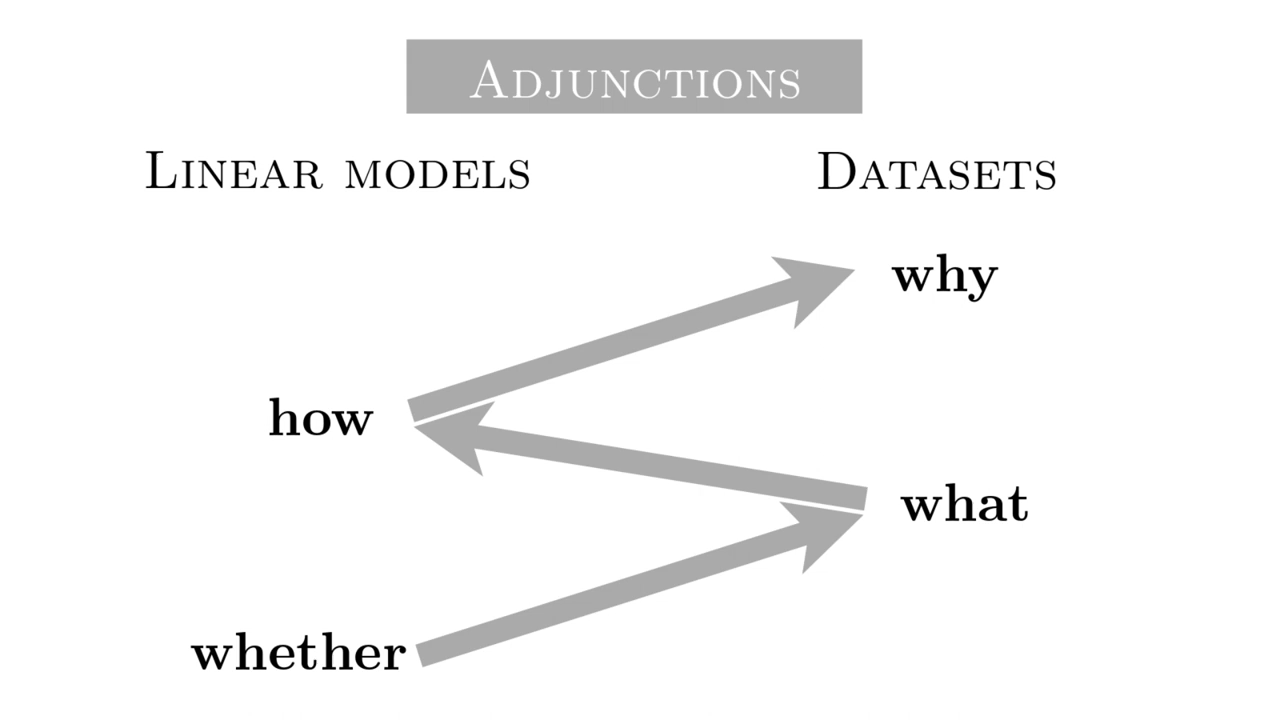 ADJUNCTIONS
LINEAR MODELS
DATASETS
why
how
what
whether